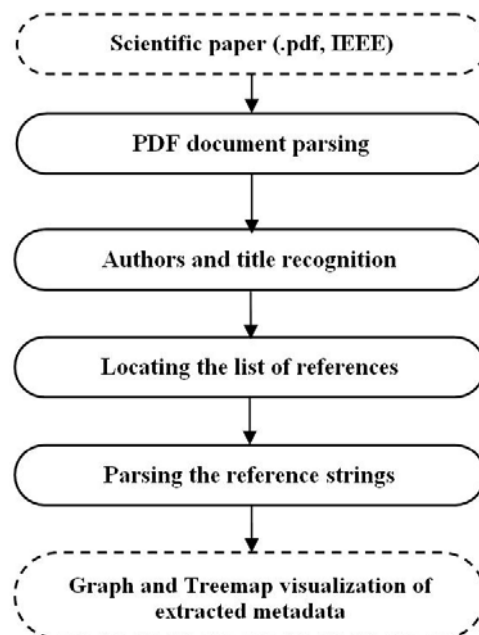 Scientific paper (.pdf, IEEE)
PDF document parsing
Authors and title recognition
Locating the list of references
Parsing the reference strings
Graph and Treemap visualization of
extracted metadata